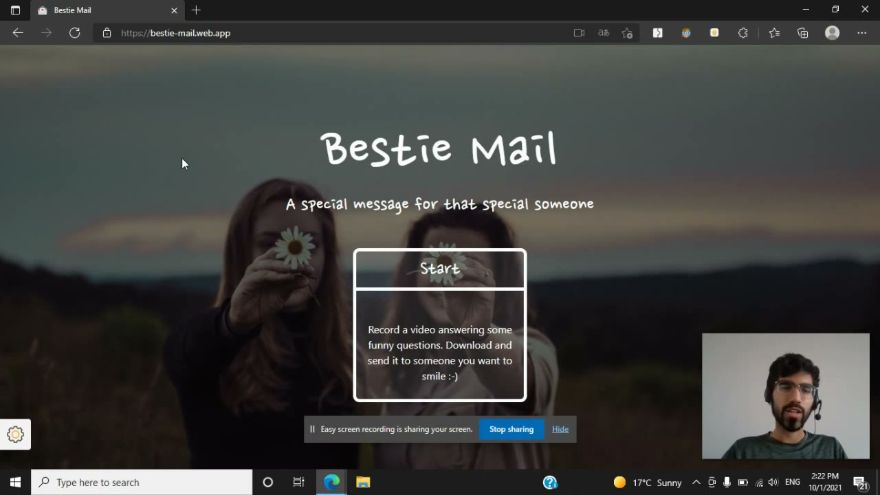 Bestie Mail
https://bestie-mail.web.app
Bestie Mail
A special message for that special someone
Start
Record a video answering some
funny questions. Download and
send it to someone you want to
smile :-)
Easy screen recording is sharing your screen.
Stop sharing
Hide
Type here to search
17°C Sunny
ENG
2:22 PM
10/1/2021
21